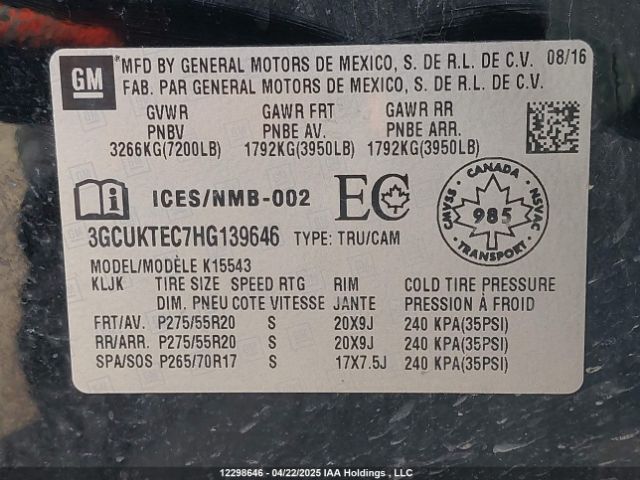 GM
*MFD BY GENERAL MOTORS DE MEXICO, S. DE R.L. DE C.V. 08/16
FAB. PAR GENERAL MOTORS DE MEXICO, S. DE R.L. DE C.V.
GVWR GAWR FRT GAWR RR
PNBV PNBE AV. PNBE ARR.
3266KG(7200LB) 1792KG(3950LB) 1792KG(3950LB)
ICES/NMB-002 EC
CANADA
CMVSS 985 NSVAC
TRANSPORT
3GCUKTEC7HG139646 TYPE: TRU/CAM
MODEL/MODÈLE K15543
KLJK TIRE SIZE SPEED RTG RIM COLD TIRE PRESSURE
DIM. PNEU COTE VITESSE JANTE PRESSION À FROID
FRT/AV. P275/55R20 S 20X9J 240 KPA(35PSI)
RR/ARR. P275/55R20 S 20X9J 240 KPA(35PSI)
SPA/SOS P265/70R17 S 17X7.5J 240 KPA(35PSI)
12298646 - 04/22/2025 IAA Holdings , LLC